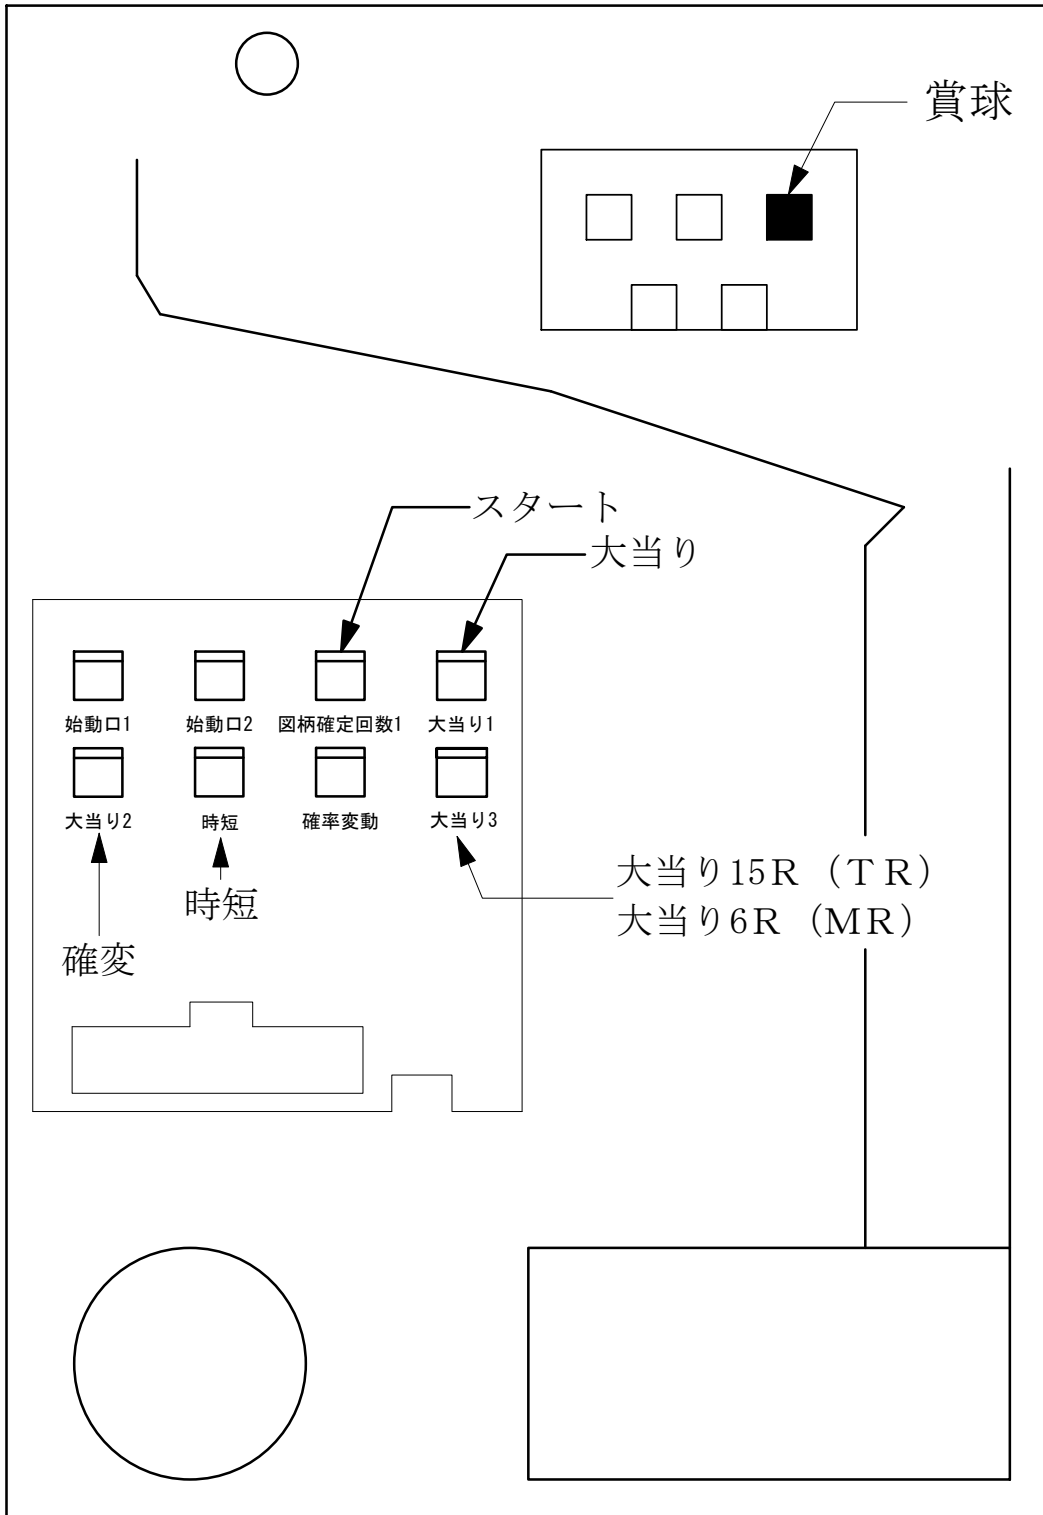 賞球
スタート
大当り
始動口1 始動口2 図柄確定回数1 大当り1
大当り2 時短 確率変動 大当り3
時短
確変
大当り15R（TR）
大当り6R（MR）